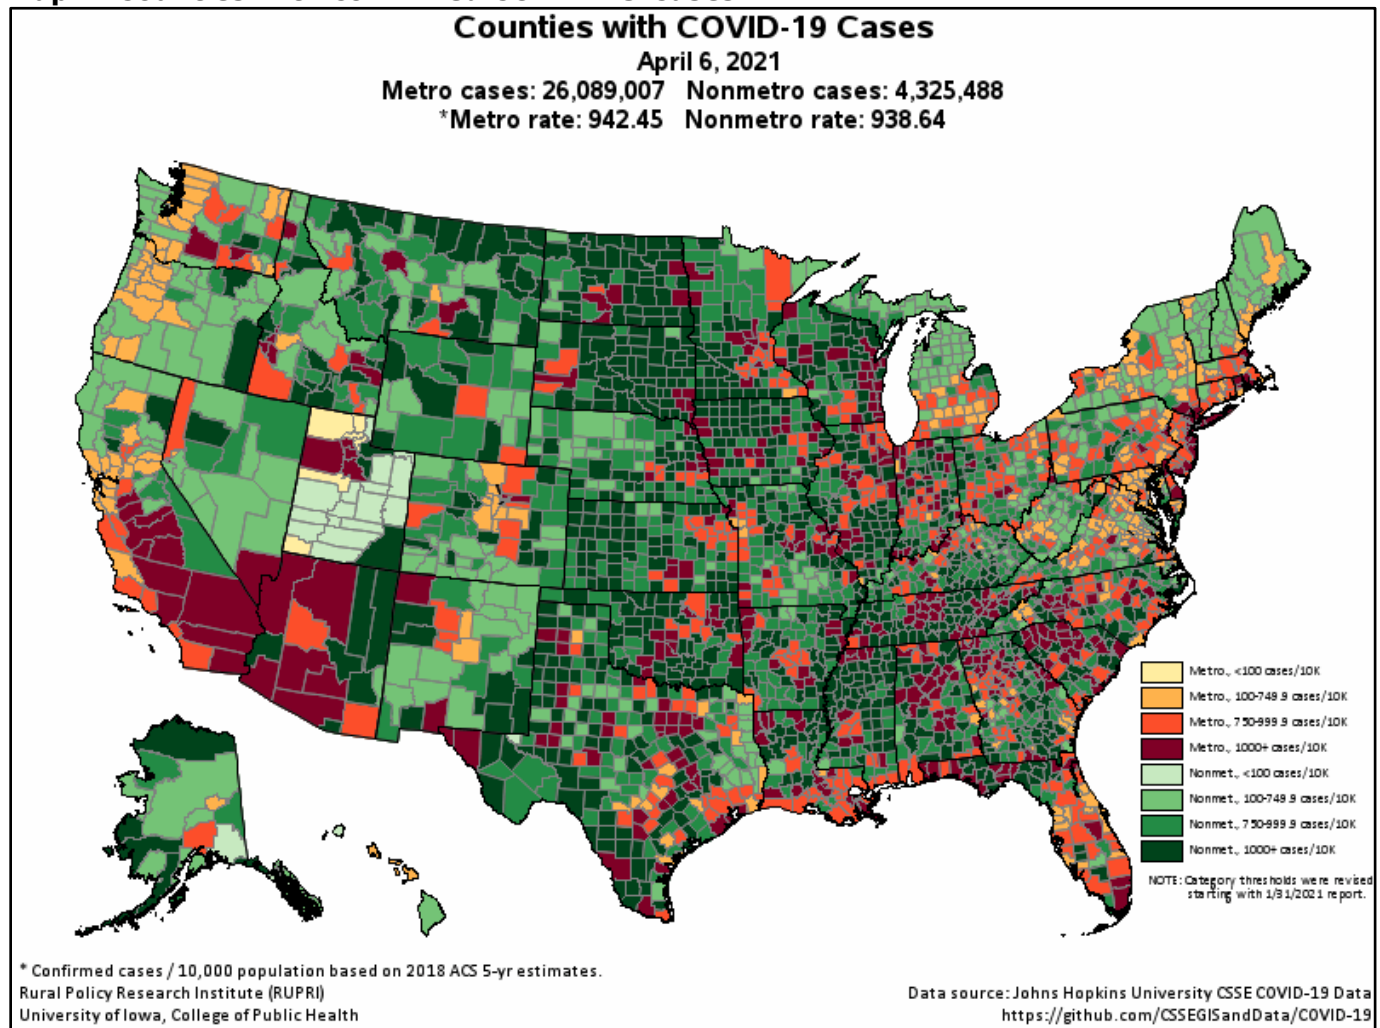 Counties with COVID-19 Cases
April 6, 2021
Metro cases: 26,089,007 Nonmetro cases: 4,325,488
*Metro rate: 942.45 Nonmetro rate: 938.64
Metro., <100 cases/10K
Metro., 100-749.9 cases/10K
Metro., 750-999.9 cases/10K
Metro., 1000+ cases/10K
Nonmet., <100 cases/10K
Nonmet., 100-749.9 cases/10K
Nonmet., 750-999.9 cases/10K
Nonmet., 1000+ cases/10K
NOTE: Category thresholds were revised
starting with 1/31/2021 report.
* Confirmed cases / 10,000 population based on 2018 ACS 5-yr estimates.
Rural Policy Research Institute (RUPRI)
University of Iowa, College of Public Health
Data source: Johns Hopkins University CSSE COVID-19 Data
https://github.com/CSSEGISandData/COVID-19